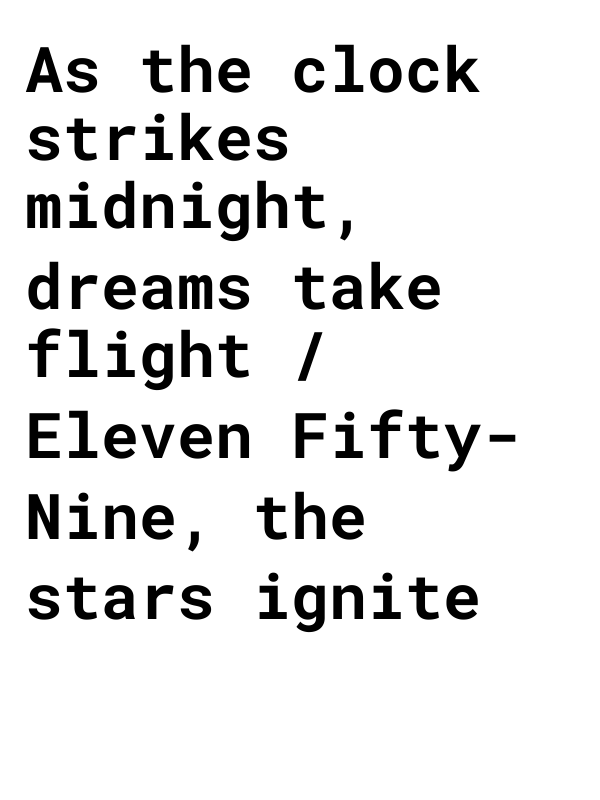 As the clock
strikes
midnight,
dreams take
flight /
Eleven Fifty-
Nine, the
stars ignite